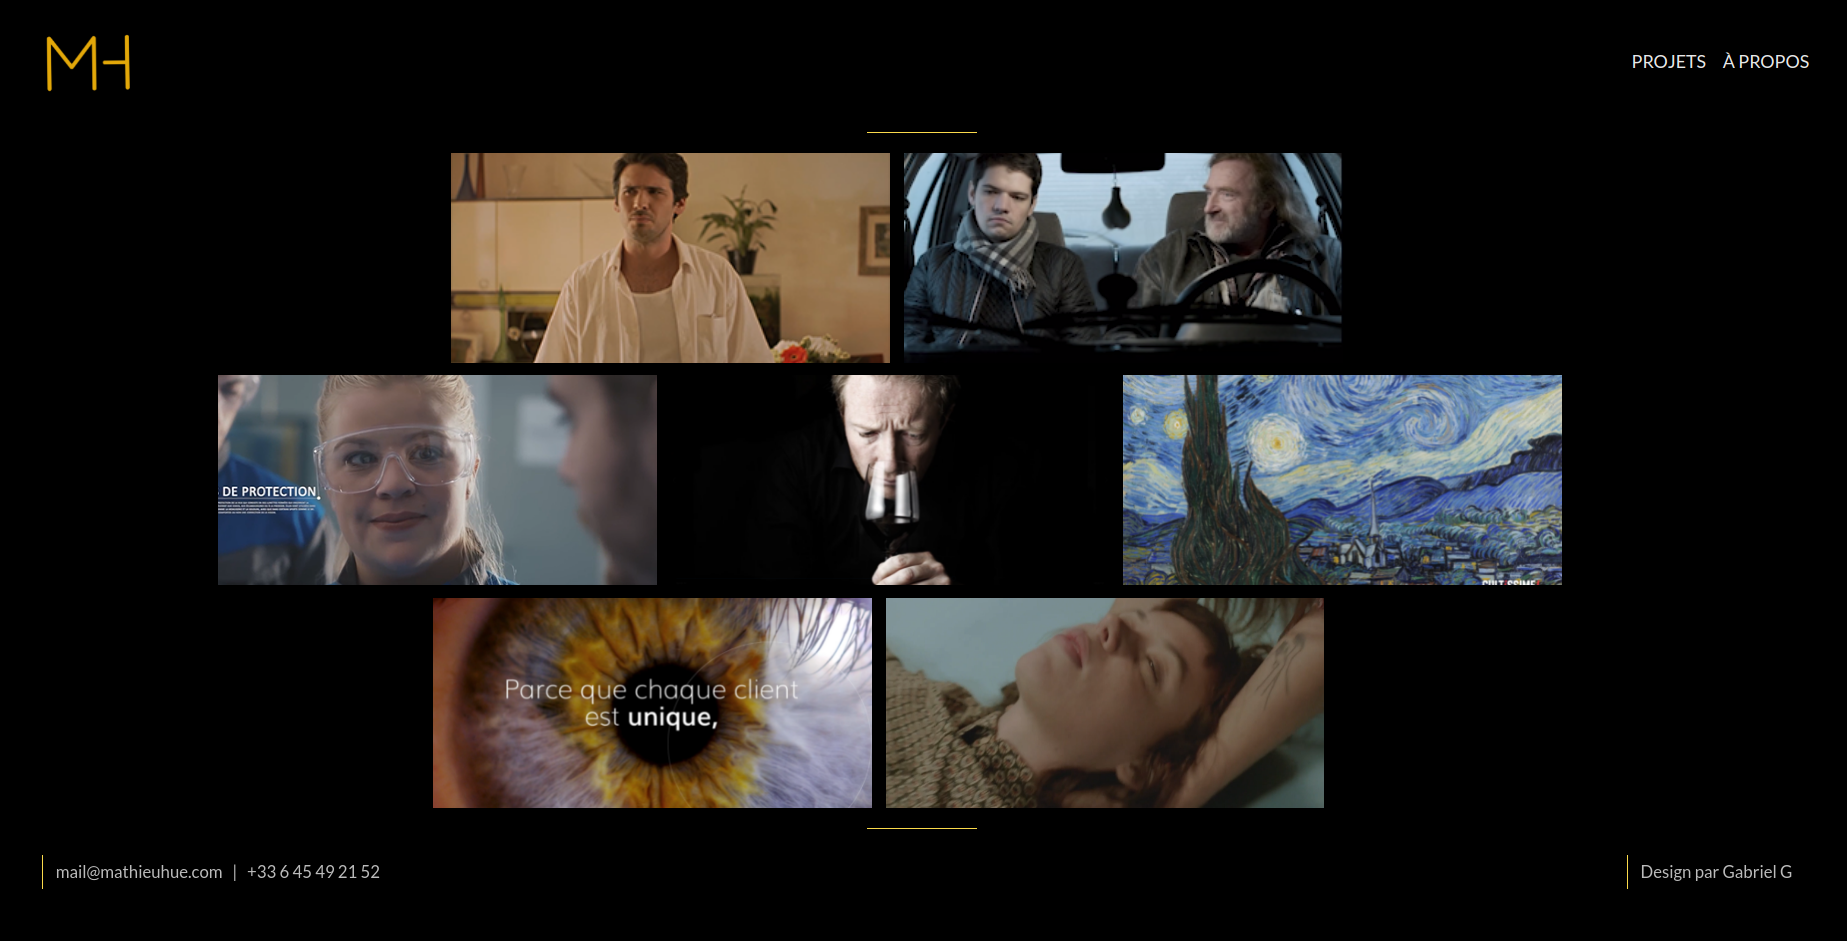 MH
PROJETS À PROPOS
DE PROTECTION
Parce que chaque client
est unique,
mail@mathieuhue.com | +33 6 45 49 21 52
Design par Gabriel G